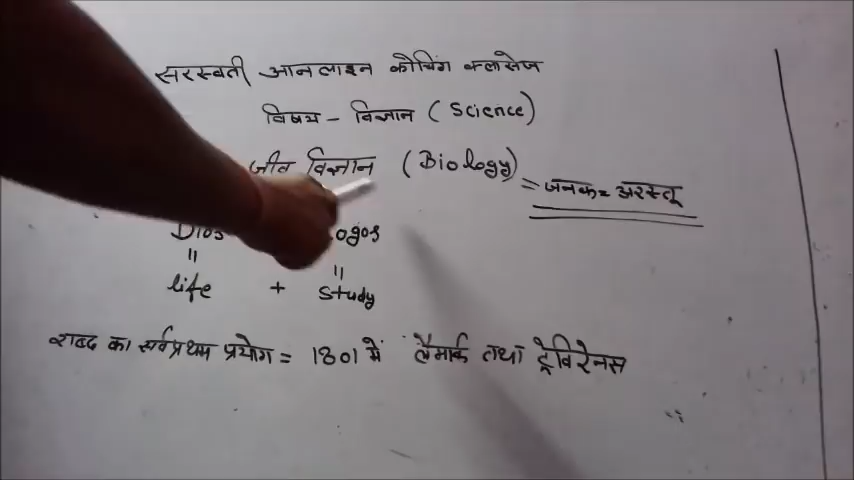 सरस्वती आनलाइन कोचिंग क्लासेज
विषय - विज्ञान (Science)
जीव विज्ञान (Biology) = जनक = अरस्तू
Bios ogos
" "
life + study
शब्द का सर्वप्रथम प्रयोग = 1801 में लैमार्क तथा ट्रेविरेनस